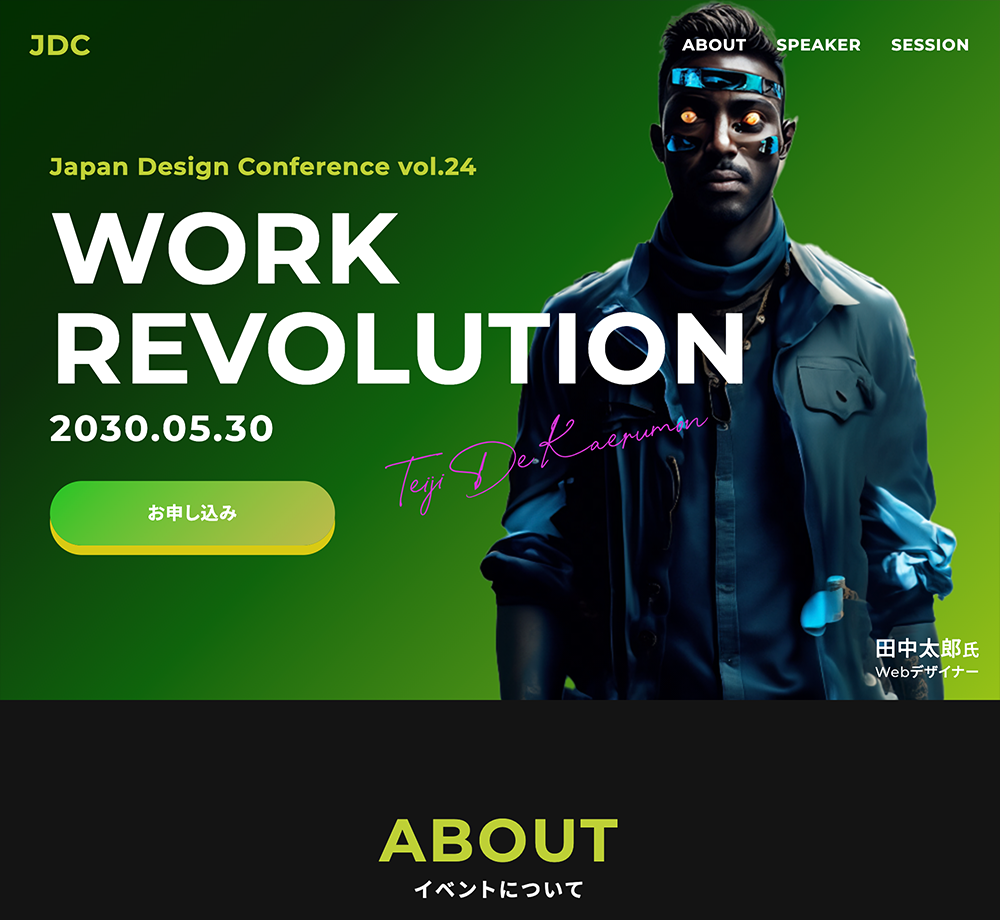 JDC
ABOUT SPEAKER SESSION
Japan Design Conference vol.24
WORK
REVOLUTION
2030.05.30
Teiji De Kaerumon
お申し込み
田中太郎氏
Webデザイナー
ABOUT
イベントについて